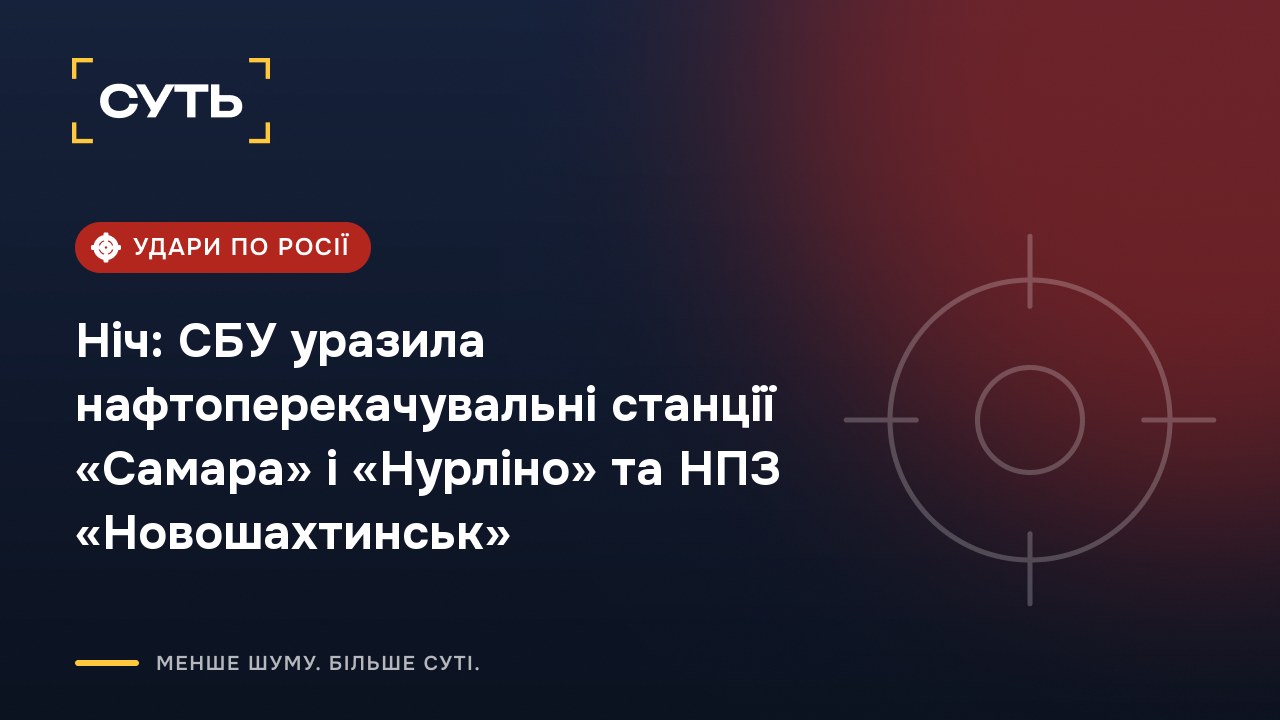 СУТЬ
УДАРИ ПО РОСІЇ
Ніч: СБУ уразила
нафтоперекачувальні станції
«Самара» і «Нурліно» та НПЗ
«Новошахтинськ»
МЕНШЕ ШУМУ. БІЛЬШЕ СУТІ.